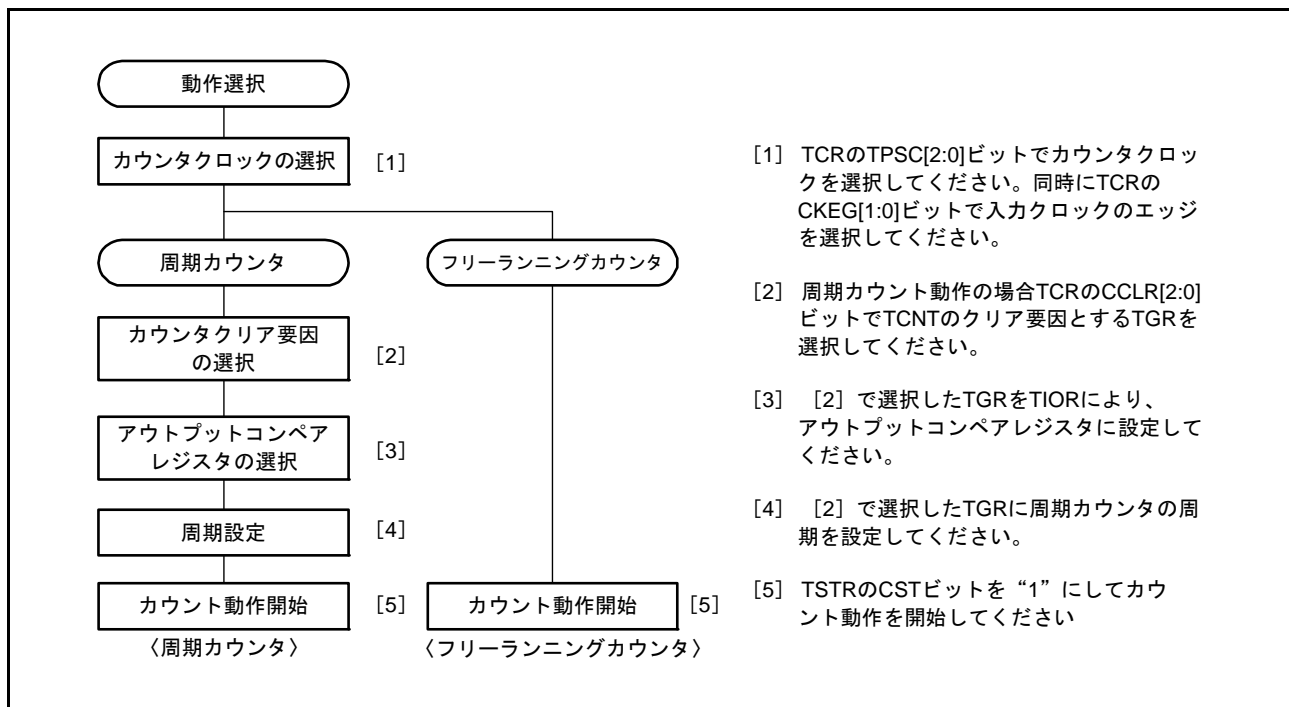 動作選択
カウンタクロックの選択 [1]
周期カウンタ
フリーランニングカウンタ
カウンタクリア要因
の選択 [2]
アウトプットコンペア
レジスタの選択 [3]
周期設定 [4]
カウント動作開始 [5]
〈周期カウンタ〉
カウント動作開始 [5]
〈フリーランニングカウンタ〉
[1] TCRのTPSC[2:0]ビットでカウンタクロッ
クを選択してください。同時にTCRの
CKEG[1:0]ビットで入力クロックのエッジ
を選択してください。
[2] 周期カウント動作の場合TCRのCCLR[2:0]
ビットでTCNTのクリア要因とするTGRを
選択してください。
[3] [2]で選択したTGRをTIORにより、
アウトプットコンペアレジスタに設定して
ください。
[4] [2]で選択したTGRに周期カウンタの周
期を設定してください。
[5] TSTRのCSTビットを“1”にしてカウ
ント動作を開始してください